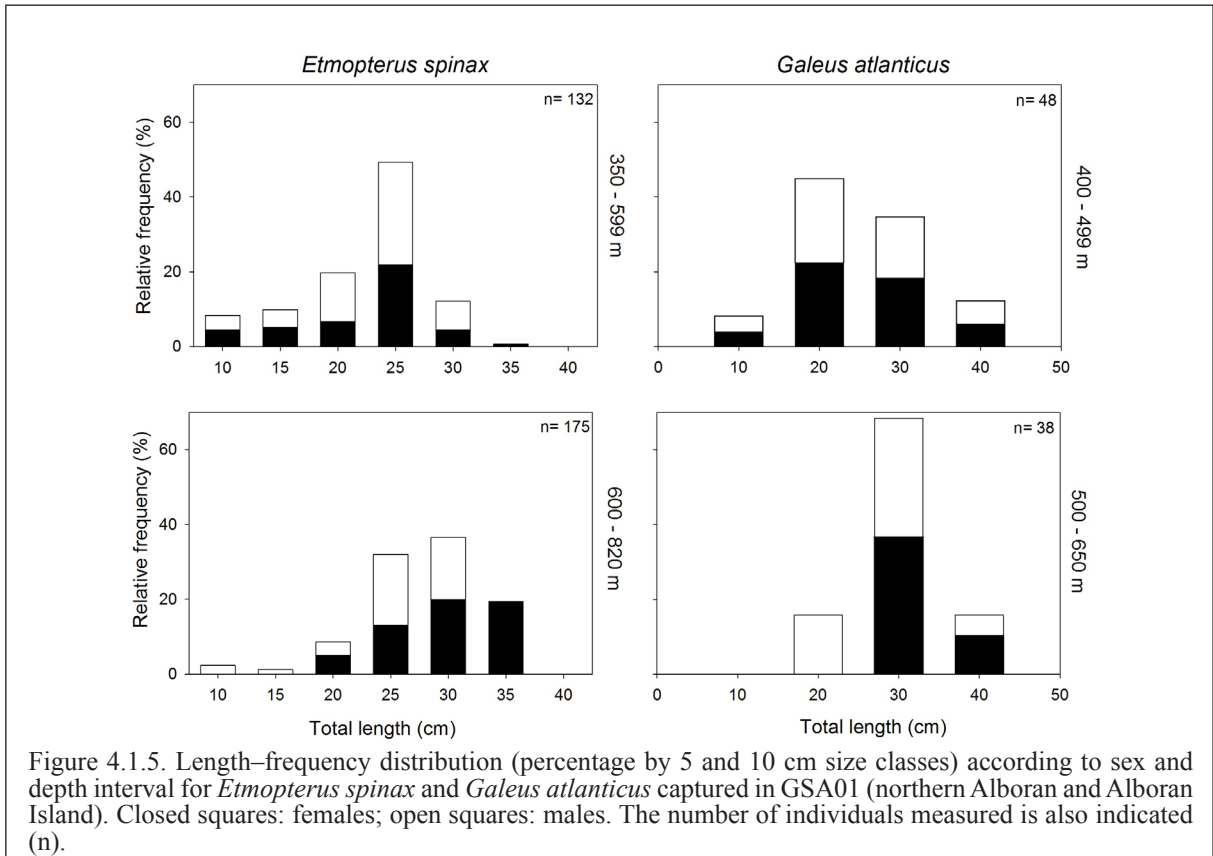 Etmopterus spinax
Galeus atlanticus
n= 132
60
40
20
0
Relative frequency (%)
10 15 20 25 30 35 40
350 - 599 m
n= 48
0 10 20 30 40 50
400 - 499 m
n= 175
60
40
20
0
Relative frequency (%)
10 15 20 25 30 35 40
Total length (cm)
600 - 820 m
n= 38
0 10 20 30 40 50
Total length (cm)
500 - 650 m
Figure 4.1.5. Length–frequency distribution (percentage by 5 and 10 cm size classes) according to sex and
depth interval for Etmopterus spinax and Galeus atlanticus captured in GSA01 (northern Alboran and Alboran
Island). Closed squares: females; open squares: males. The number of individuals measured is also indicated
(n).